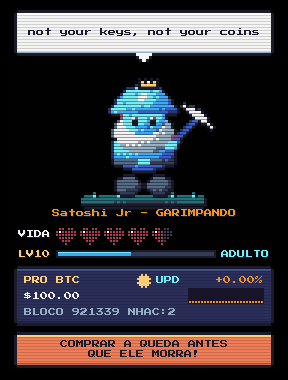 not your keys, not your coins
Satoshi Jr - GARIMPANDO
VIDA
LV10 ADULTO
PRO BTC UPD +0.00%
$100.00
BLOCO 921339 NHAC:2
COMPRAR A QUEDA ANTES
QUE ELE MORRA!